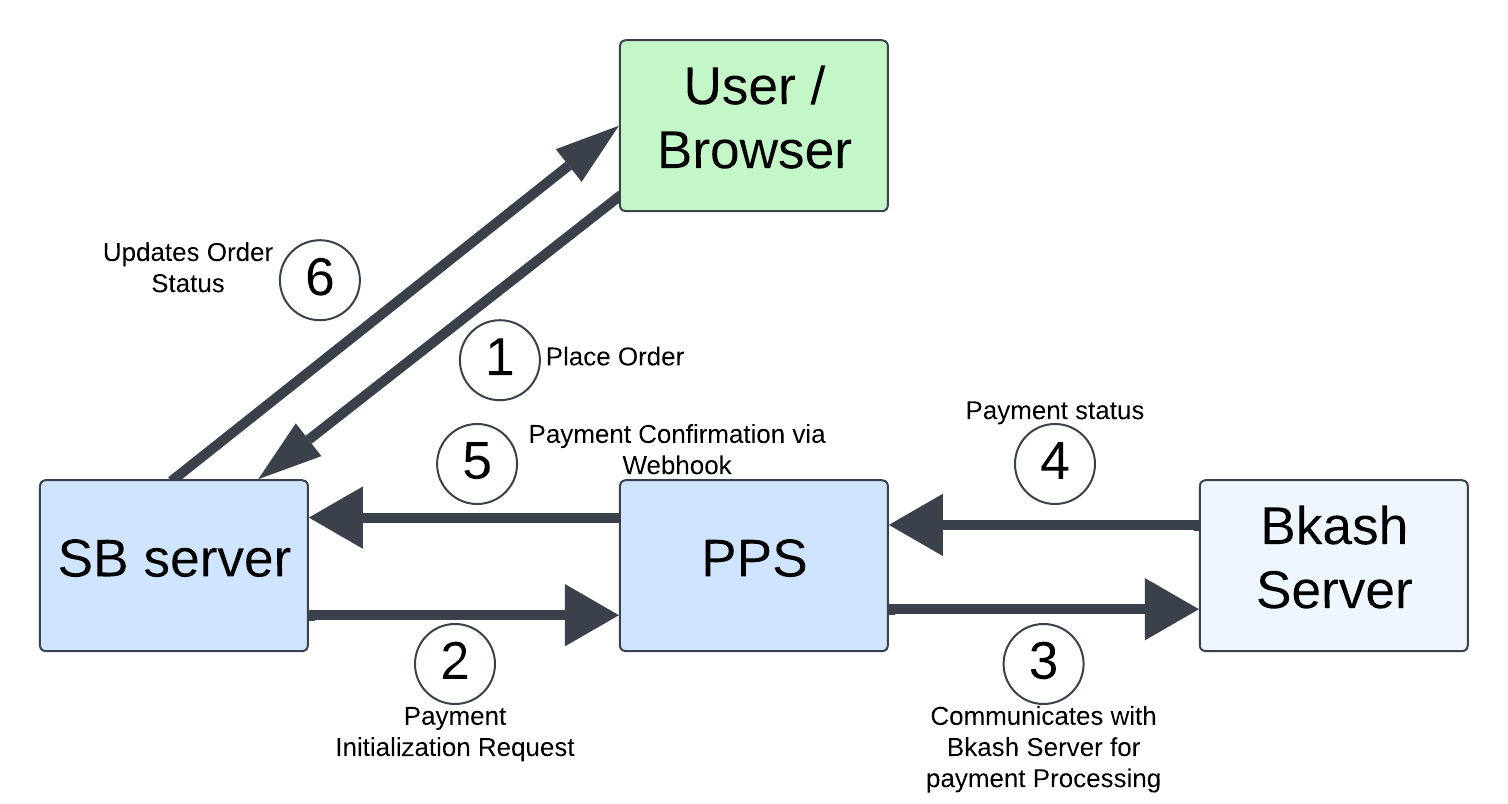 User /
Browser
Updates Order
Status
6
1
Place Order
Payment status
4
5
Payment Confirmation via
Webhook
SB server
PPS
Bkash
Server
2
Payment
Initialization Request
3
Communicates with
Bkash Server for
payment Processing